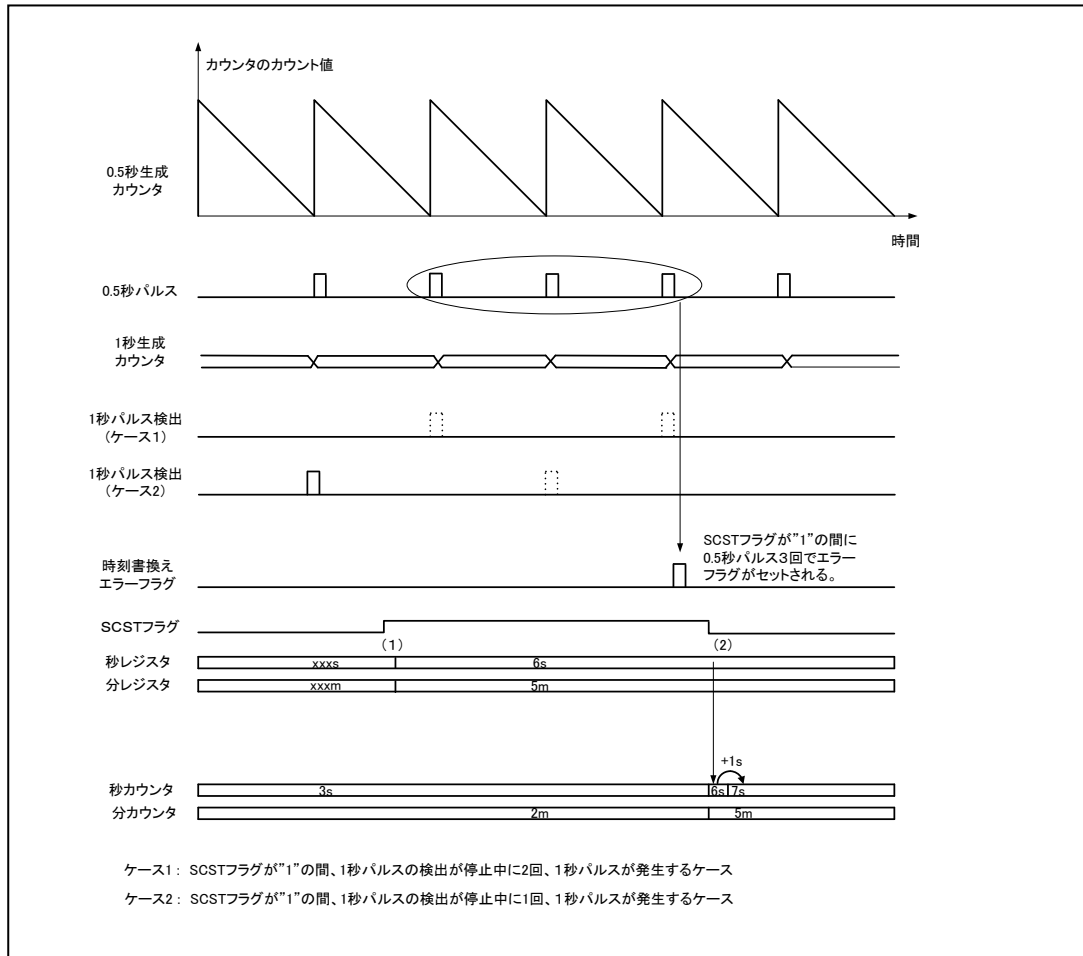 カウンタのカウント値
0.5秒生成
カウンタ
時間
0.5秒パルス
1秒生成
カウンタ
1秒パルス検出
(ケース1)
1秒パルス検出
(ケース2)
SCSTフラグが”1”の間に
0.5秒パルス3回でエラー
フラグがセットされる。
時刻書換え
エラーフラグ
SCSTフラグ
(1)
(2)
秒レジスタ
xxxs
6s
分レジスタ
xxxm
5m
+1s
秒カウンタ
3s
6s
7s
分カウンタ
2m
5m
ケース1: SCSTフラグが”1”の間、1秒パルスの検出が停止中に2回、1秒パルスが発生するケース
ケース2: SCSTフラグが”1”の間、1秒パルスの検出が停止中に1回、1秒パルスが発生するケース